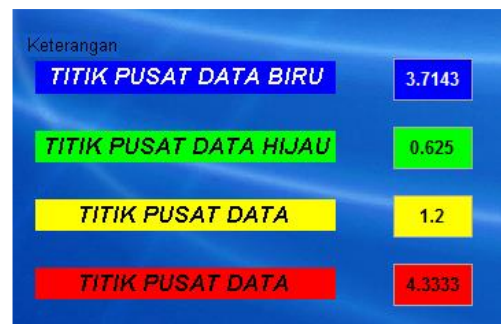 Keterangan
TITIK PUSAT DATA BIRU 3.7143
TITIK PUSAT DATA HIJAU 0.625
TITIK PUSAT DATA 1.2
TITIK PUSAT DATA 4.3333